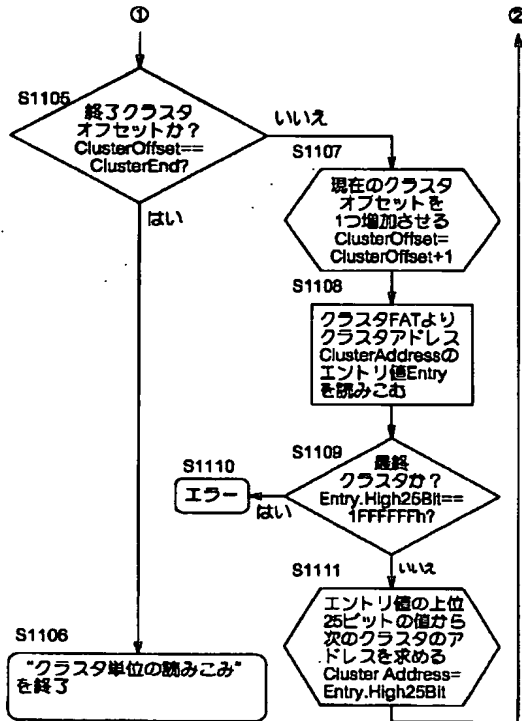 ①
②
S1105
終了クラスタ
オフセットか？
ClusterOffset==
ClusterEnd?
いいえ
はい
S1107
現在のクラスタ
オフセットを
1つ増加させる
ClusterOffset=
ClusterOffset+1
S1108
クラスタFATより
クラスタアドレス
ClusterAddressの
エントリ値Entry
を読みこむ
S1109
最終
クラスタか？
Entry.High25Bit==
1FFFFFFh?
S1110
エラー
はい
いいえ
S1111
エントリ値の上位
25ビットの値から
次のクラスタのア
ドレスを求める
Cluster Address=
Entry.High25Bit
S1106
"クラスタ単位の読みこみ"
を終了